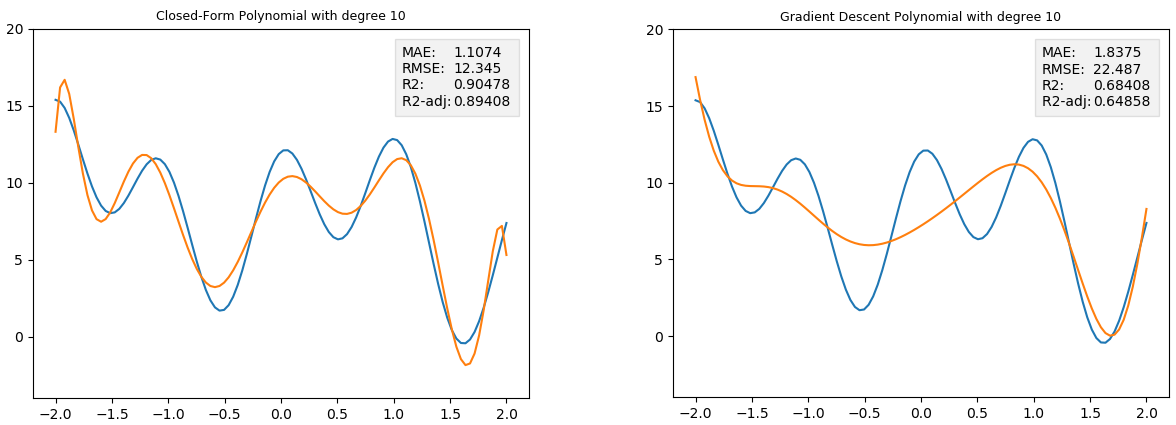 Closed-Form Polynomial with degree 10
20
15
10
5
0
MAE: 1.1074
RMSE: 12.345
R2: 0.90478
R2-adj: 0.89408
−2.0 −1.5 −1.0 −0.5 0.0 0.5 1.0 1.5 2.0
Gradient Descent Polynomial with degree 10
20
15
10
5
0
MAE: 1.8375
RMSE: 22.487
R2: 0.68408
R2-adj: 0.64858
−2.0 −1.5 −1.0 −0.5 0.0 0.5 1.0 1.5 2.0